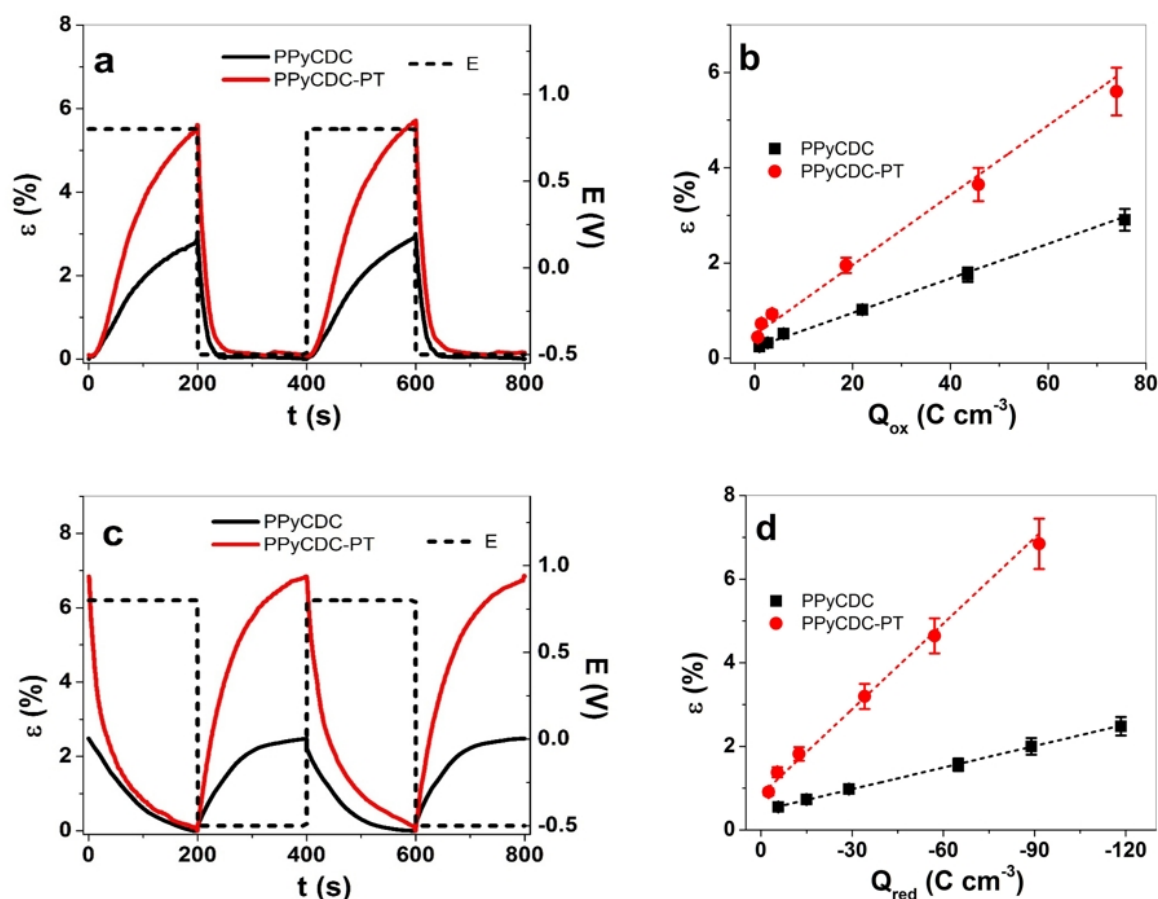 a
PPyCDC
PPyCDC-PT
E
8
6
4
2
0
ε (%)
1.0
0.5
0.0
-0.5
E (V)
0 200 400 600 800
t (s)
b
PPyCDC
PPyCDC-PT
6
4
2
0
ε (%)
0 20 40 60 80
Qox (C cm-3)
c
PPyCDC
PPyCDC-PT
E
8
6
4
2
0
ε (%)
1.0
0.5
0.0
-0.5
E (V)
0 200 400 600 800
t (s)
d
PPyCDC
PPyCDC-PT
8
6
4
2
0
ε (%)
0 -30 -60 -90 -120
Qred (C cm-3)